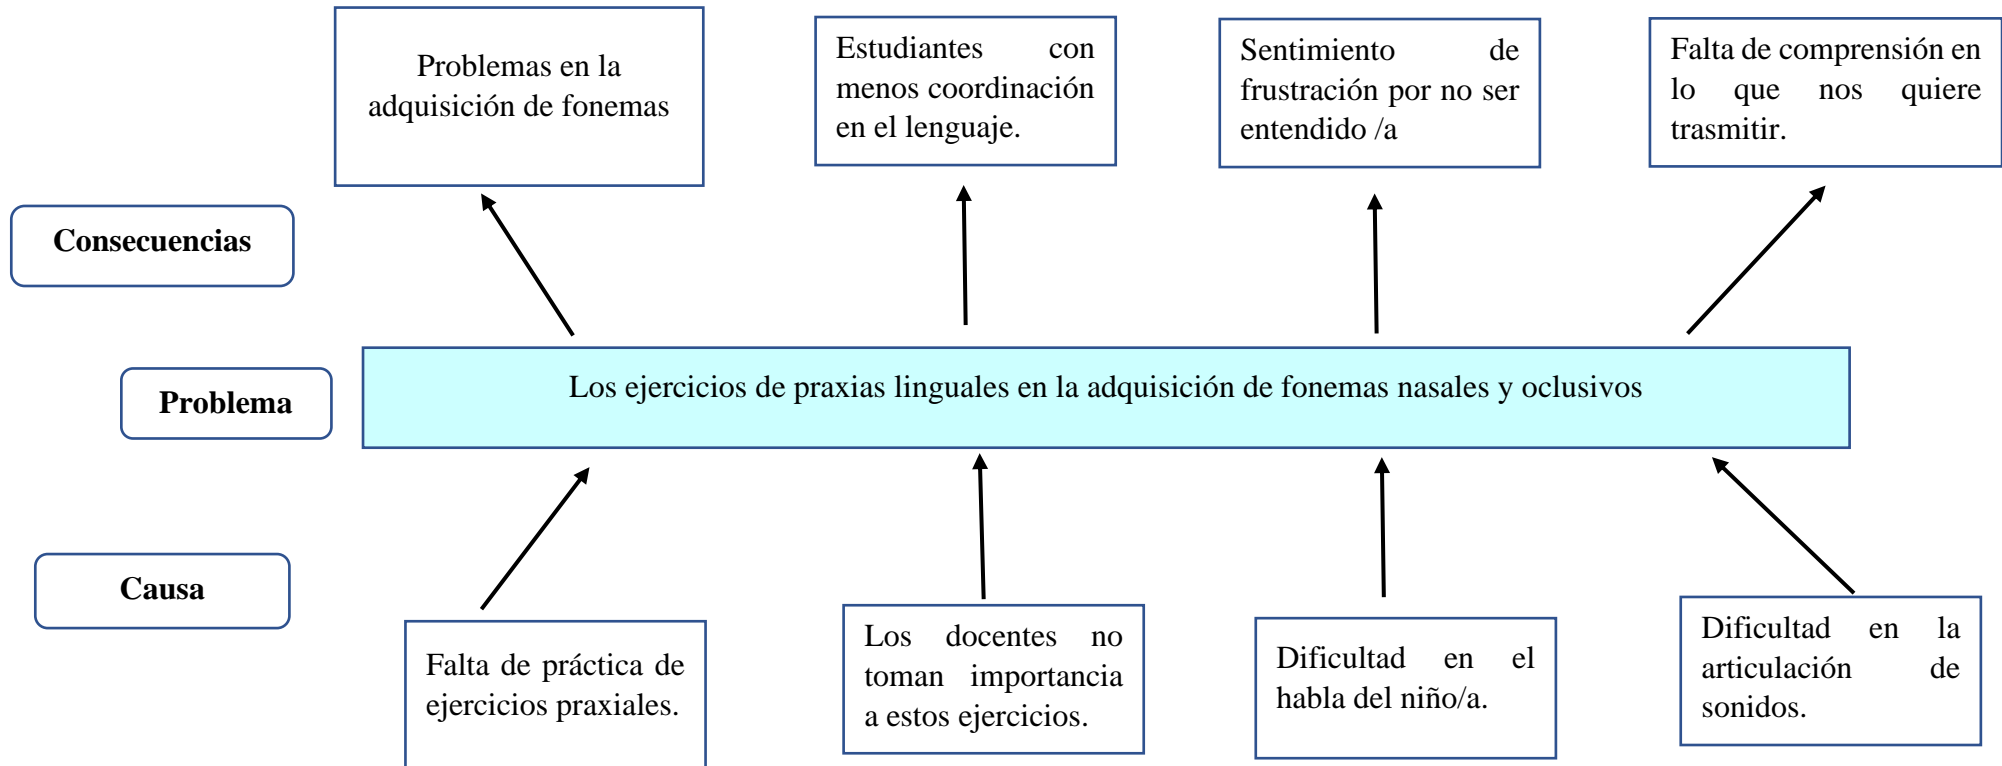 Problemas en la
adquisición de fonemas
Estudiantes con
menos coordinación
en el lenguaje.
Sentimiento de
frustración por no ser
entendido /a
Falta de comprensión en
lo que nos quiere
trasmitir.
Consecuencias
Problema
Los ejercicios de praxias linguales en la adquisición de fonemas nasales y oclusivos
Causa
Falta de práctica de
ejercicios praxiales.
Los docentes no
toman importancia
a estos ejercicios.
Dificultad en el
habla del niño/a.
Dificultad en la
articulación de
sonidos.